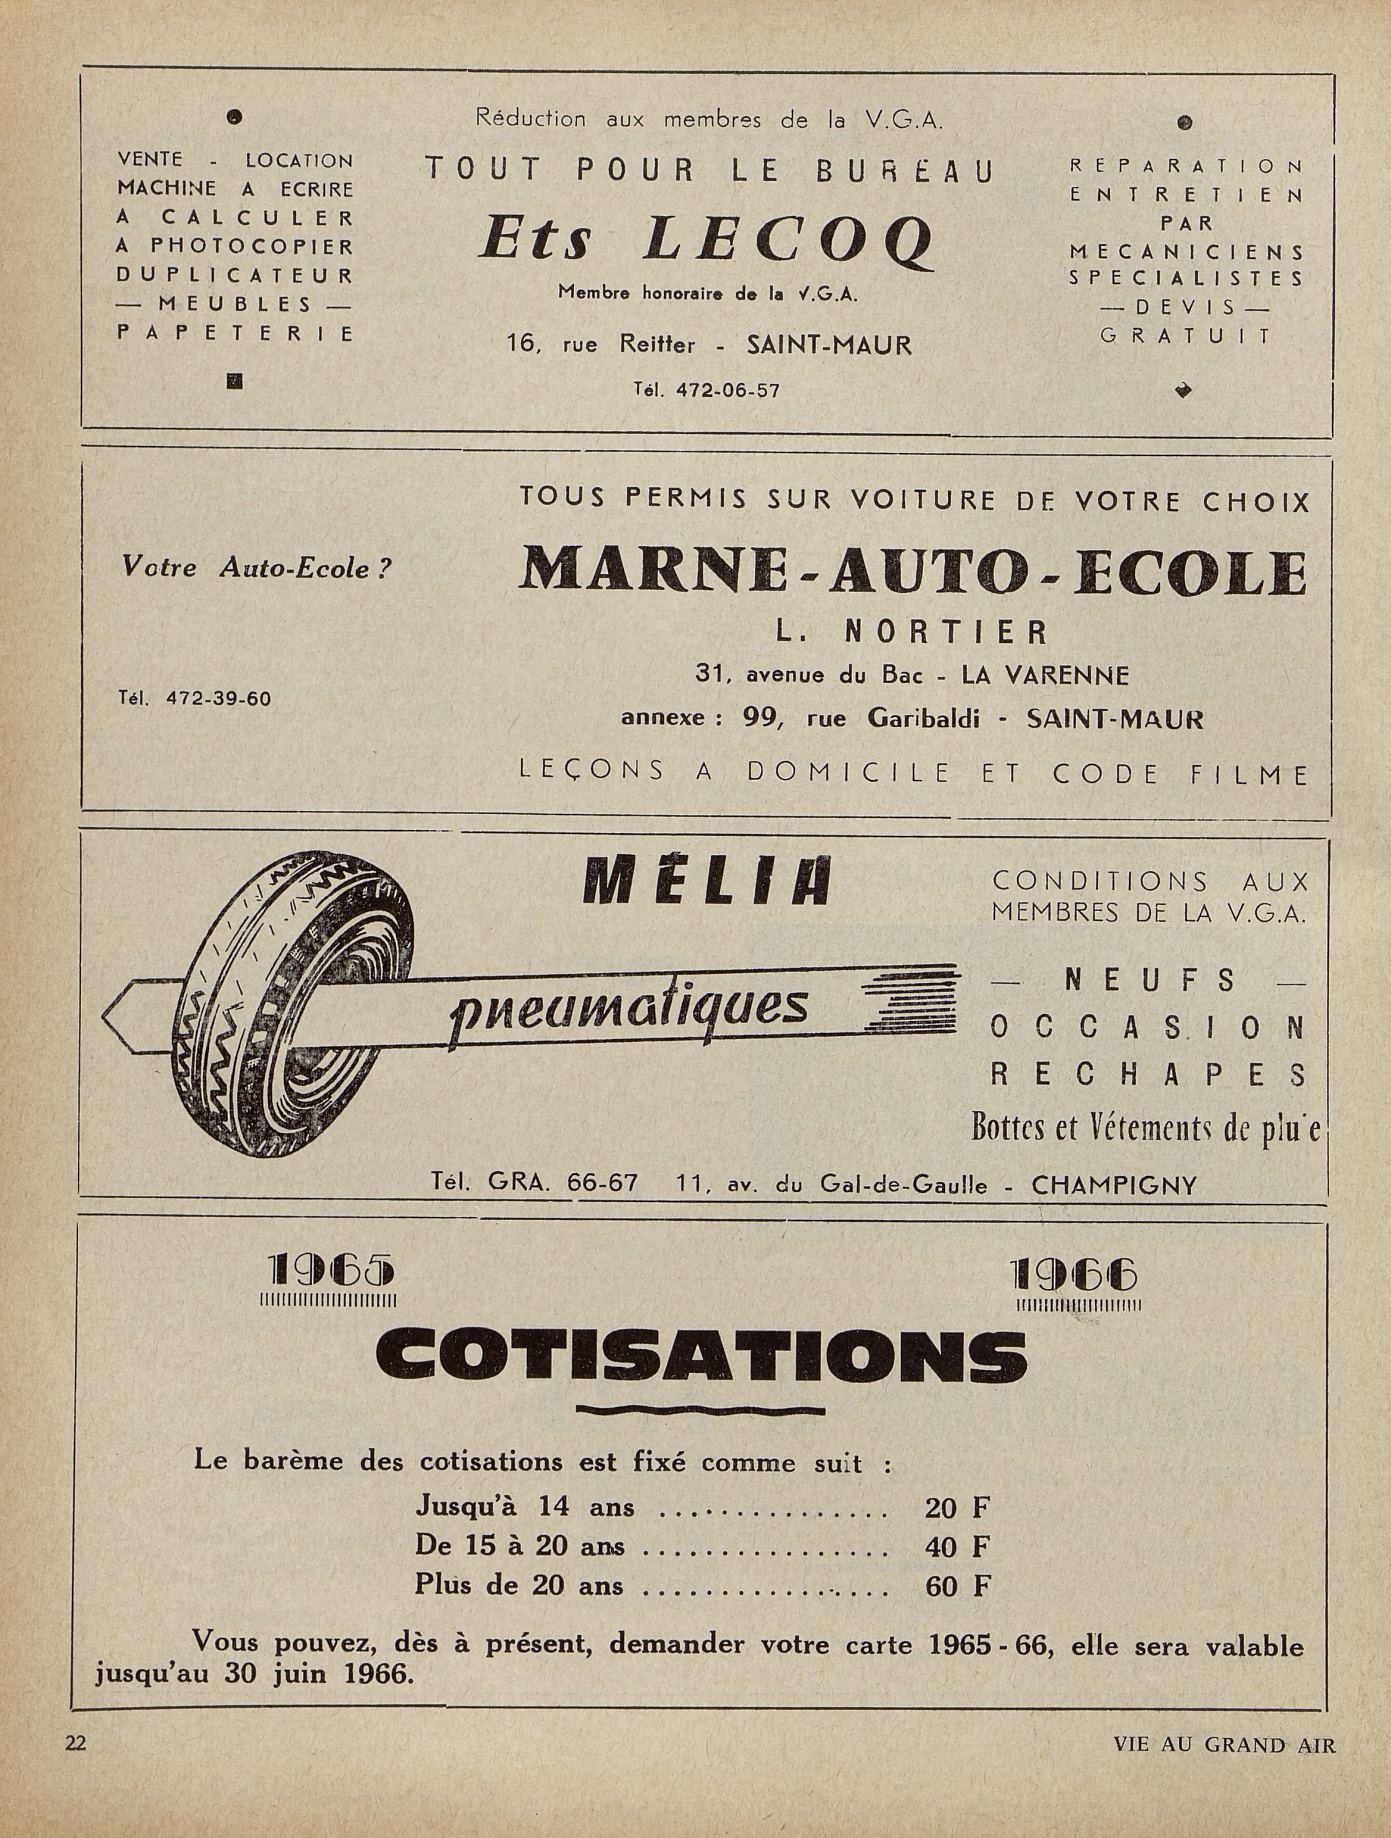 Réduction aux membres de la V.G.A.
VENTE - LOCATION
MACHINE A ECRIRE
A CALCULER
A PHOTOCOPIER
DUPLICATEUR
— MEUBLES —
PAPETERIE
TOUT POUR LE BUREAU
Ets LECOQ
Membre honoraire de la V.G.A.
16, rue Reitter - SAINT-MAUR
Tél. 472-06-57
REPARATION
ENTRETIEN
PAR
MECANICIENS
SPECIALISTES
— DEVIS —
GRATUIT
Votre Auto-Ecole ?
Tél. 472-39-60
TOUS PERMIS SUR VOITURE DE VOTRE CHOIX
MARNE-AUTO-ECOLE
L. NORTIER
31, avenue du Bac - LA VARENNE
annexe : 99, rue Garibaldi - SAINT-MAUR
LEÇONS A DOMICILE ET CODE FILME
MÉLIA
pneumatiques
CONDITIONS AUX
MEMBRES DE LA V.G.A.
— NEUFS —
OCCASION
RECHAPES
Bottes et Vétements de pluie
Tél. GRA. 66-67 11, av. du Gal-de-Gaulle - CHAMPIGNY
1965 1966
COTISATIONS
Le barème des cotisations est fixé comme suit :
Jusqu'à 14 ans ............... 20 F
De 15 à 20 ans ................ 40 F
Plus de 20 ans ................ 60 F
Vous pouvez, dès à présent, demander votre carte 1965-66, elle sera valable
jusqu'au 30 juin 1966.
22 VIE AU GRAND AIR